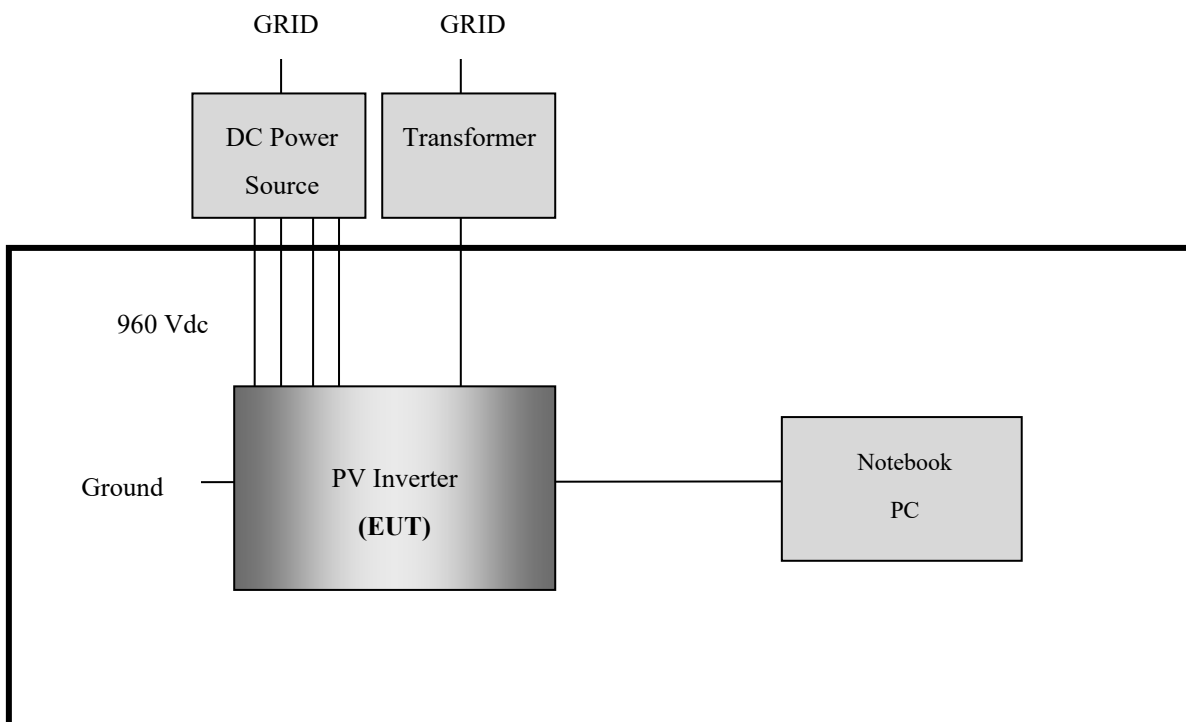 GRID
GRID
DC Power
Source
Transformer
960 Vdc
Ground
PV Inverter
(EUT)
Notebook
PC